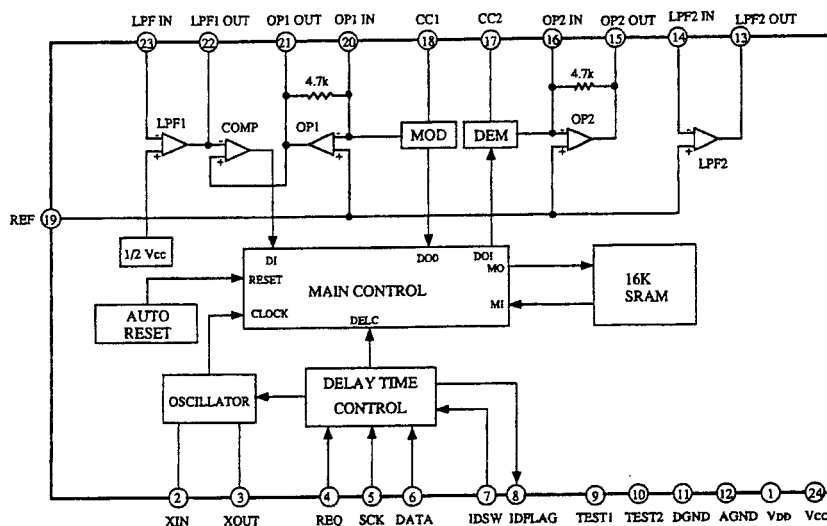 LPF IN LPF1 OUT OP1 OUT OP1 IN CC1 CC2 OP2 IN OP2 OUT LPF2 IN LPF2 OUT
23 22 21 20 18 17 16 15 14 13
4.7k 4.7k
LPF1 COMP OP1 MOD DEM OP2 LPF2
- + - + - + - + - +
REF 19
1/2 Vcc
DI DO0 DOI
MO
RESET
MAIN CONTROL
MI
CLOCK
DELC
16K
SRAM
AUTO
RESET
OSCILLATOR
DELAY TIME
CONTROL
2 3 4 5 6 7 8 9 10 11 12 1 24
XIN XOUT REQ SCK DATA IDSW IDFLAG TEST1 TEST2 DGND AGND VDD VCC